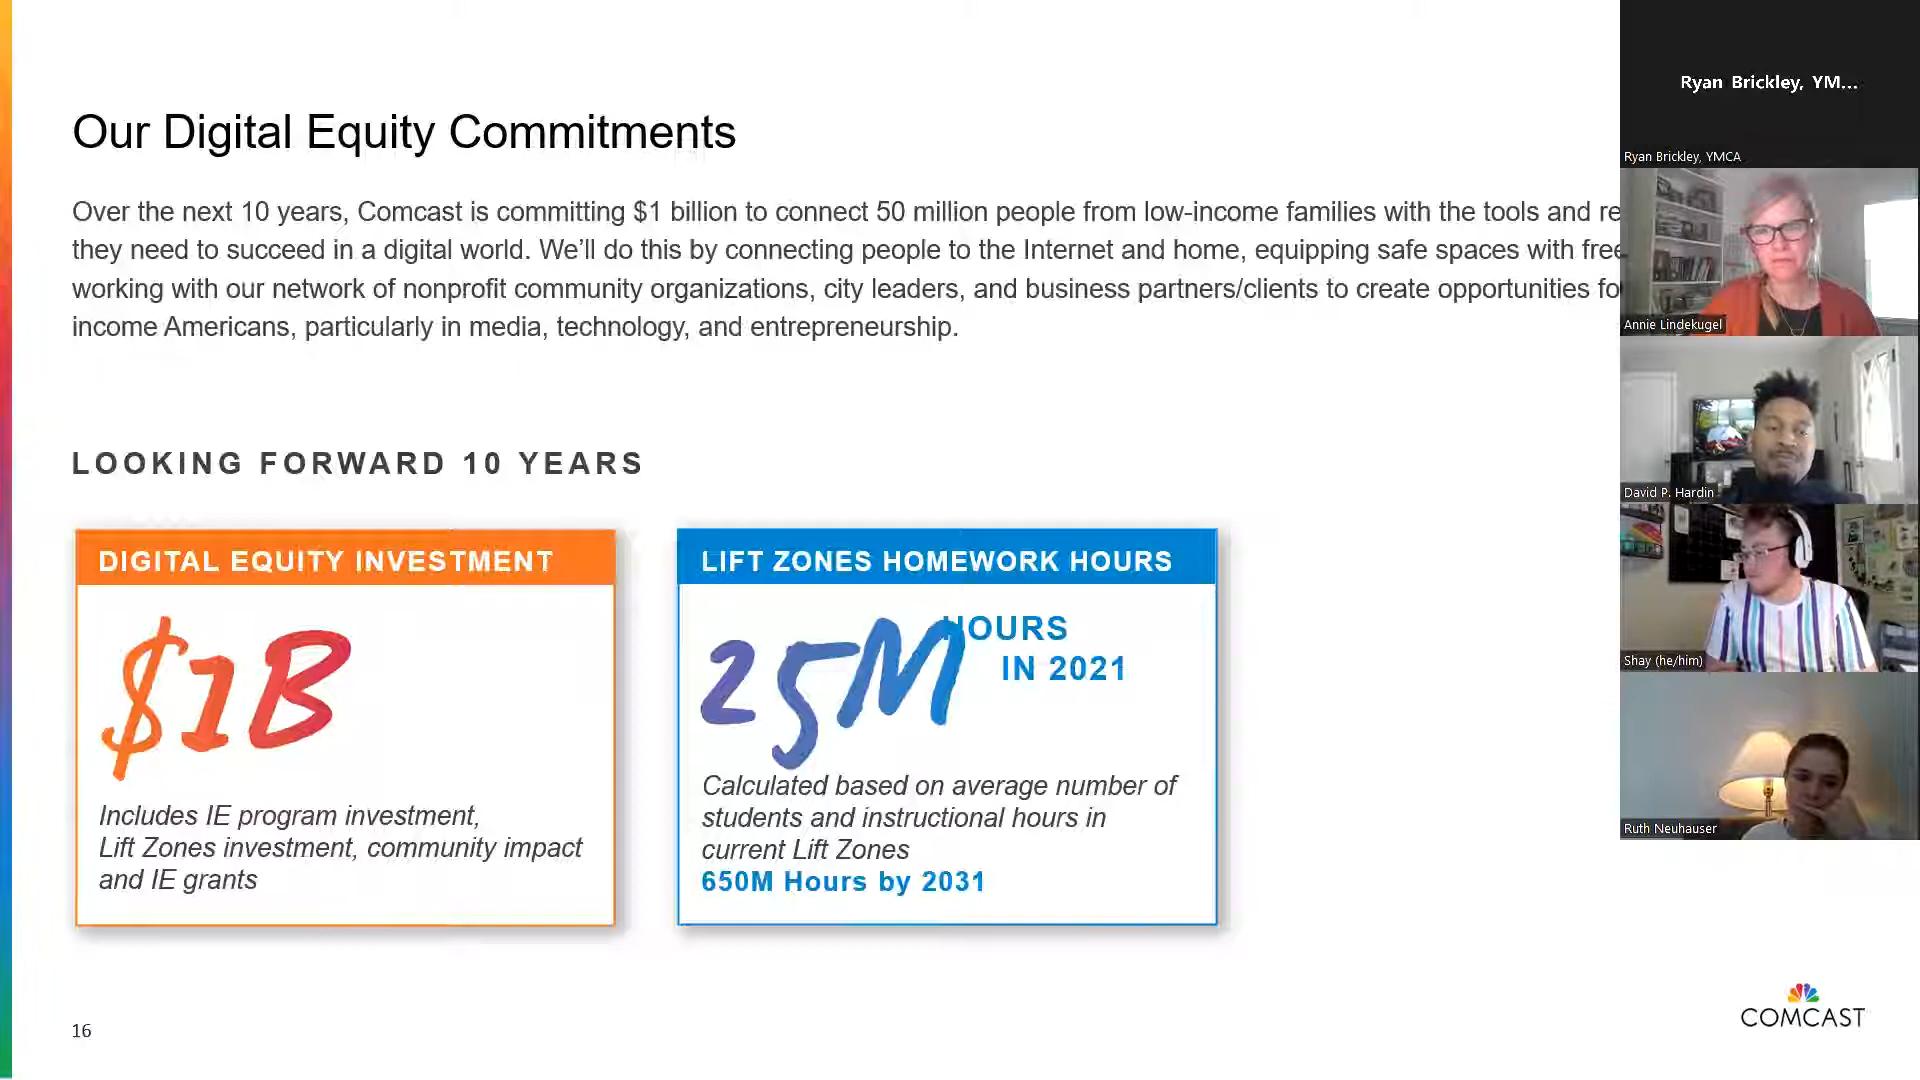 Our Digital Equity Commitments
Over the next 10 years, Comcast is committing $1 billion to connect 50 million people from low-income families with the tools and re
they need to succeed in a digital world. We’ll do this by connecting people to the Internet and home, equipping safe spaces with free
working with our network of nonprofit community organizations, city leaders, and business partners/clients to create opportunities fo
income Americans, particularly in media, technology, and entrepreneurship.
LOOKING FORWARD 10 YEARS
DIGITAL EQUITY INVESTMENT
$1B
Includes IE program investment,
Lift Zones investment, community impact
and IE grants
LIFT ZONES HOMEWORK HOURS
25M HOURS
IN 2021
Calculated based on average number of
students and instructional hours in
current Lift Zones
650M Hours by 2031
16
COMCAST
Ryan Brickley, YM...
Ryan Brickley, YMCA
Annie Lindekugel
David P. Hardin
Shay (he/him)
Ruth Neuhauser